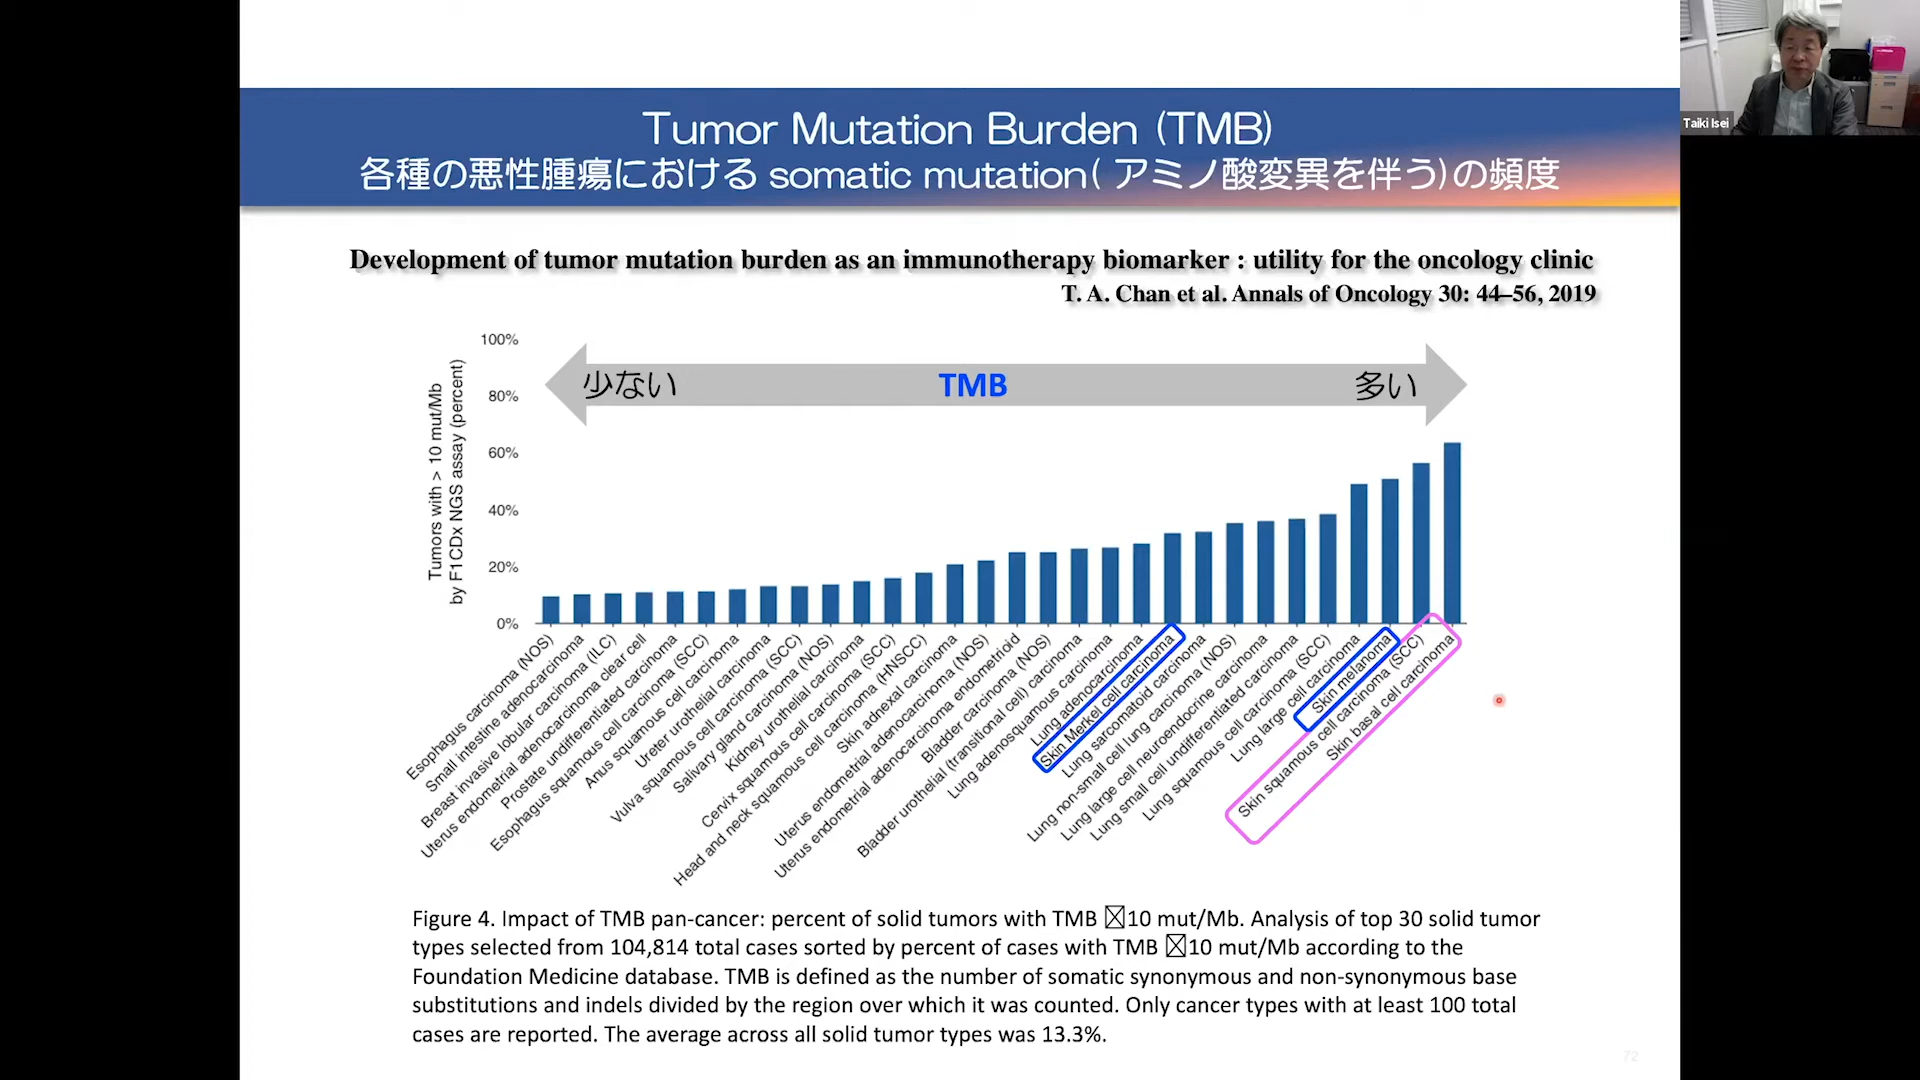 Tumor Mutation Burden (TMB)
各種の悪性腫瘍における somatic mutation( アミノ酸変異を伴う)の頻度
Taiki Isei
Development of tumor mutation burden as an immunotherapy biomarker : utility for the oncology clinic
T. A. Chan et al. Annals of Oncology 30: 44–56, 2019
Tumors with > 10 mut/Mb
by F1CDx NGS assay (percent)
100%
80%
60%
40%
20%
0%
少ない
TMB
多い
Esophagus carcinoma (NOS)
Small intestine adenocarcinoma
Breast invasive lobular carcinoma (ILC)
Uterus endometrial adenocarcinoma clear cell
Prostate undifferentiated carcinoma
Esophagus squamous cell carcinoma (SCC)
Anus squamous cell carcinoma
Ureter urothelial carcinoma
Vulva squamous cell carcinoma (SCC)
Salivary gland carcinoma (NOS)
Kidney urothelial carcinoma
Cervix squamous cell carcinoma (SCC)
Head and neck squamous cell carcinoma (HNSCC)
Skin adnexal carcinoma
Uterus endometrial adenocarcinoma (NOS)
Uterus endometrial adenocarcinoma endometrioid
Bladder carcinoma (NOS)
Bladder urothelial (transitional cell) carcinoma
Lung adenosquamous carcinoma
Lung adenocarcinoma
Skin Merkel cell carcinoma
Lung sarcomatoid carcinoma
Lung non-small cell lung carcinoma (NOS)
Lung large cell neuroendocrine carcinoma
Lung small cell undifferentiated carcinoma
Lung squamous cell carcinoma (SCC)
Lung large cell carcinoma
Skin melanoma
Skin squamous cell carcinoma (SCC)
Skin basal cell carcinoma
Figure 4. Impact of TMB pan-cancer: percent of solid tumors with TMB 10 mut/Mb. Analysis of top 30 solid tumor
types selected from 104,814 total cases sorted by percent of cases with TMB 10 mut/Mb according to the
Foundation Medicine database. TMB is defined as the number of somatic synonymous and non-synonymous base
substitutions and indels divided by the region over which it was counted. Only cancer types with at least 100 total
cases are reported. The average across all solid tumor types was 13.3%.
72